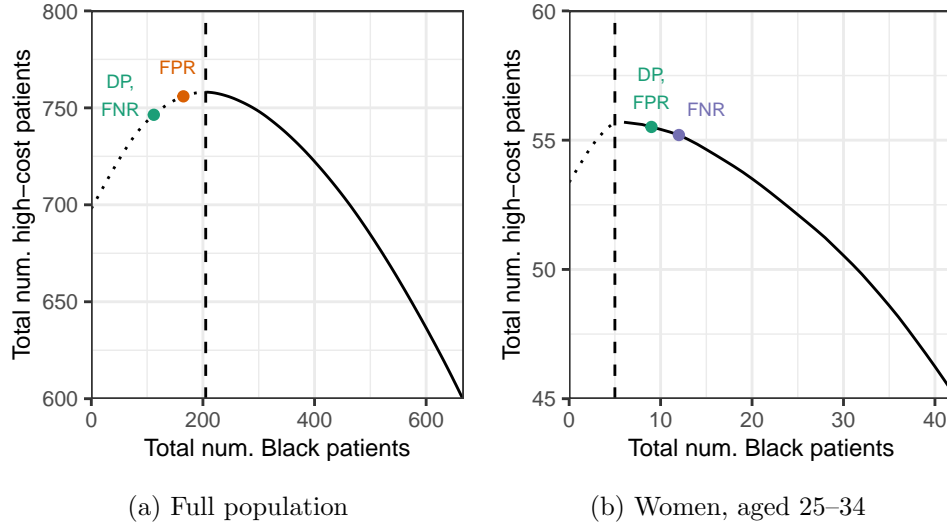 800
750
700
650
600
0
200
400
600
Total num. high−cost patients
Total num. Black patients
DP,
FNR
FPR
(a) Full population
60
55
50
45
0
10
20
30
40
Total num. high−cost patients
Total num. Black patients
DP,
FPR
FNR
(b) Women, aged 25–34